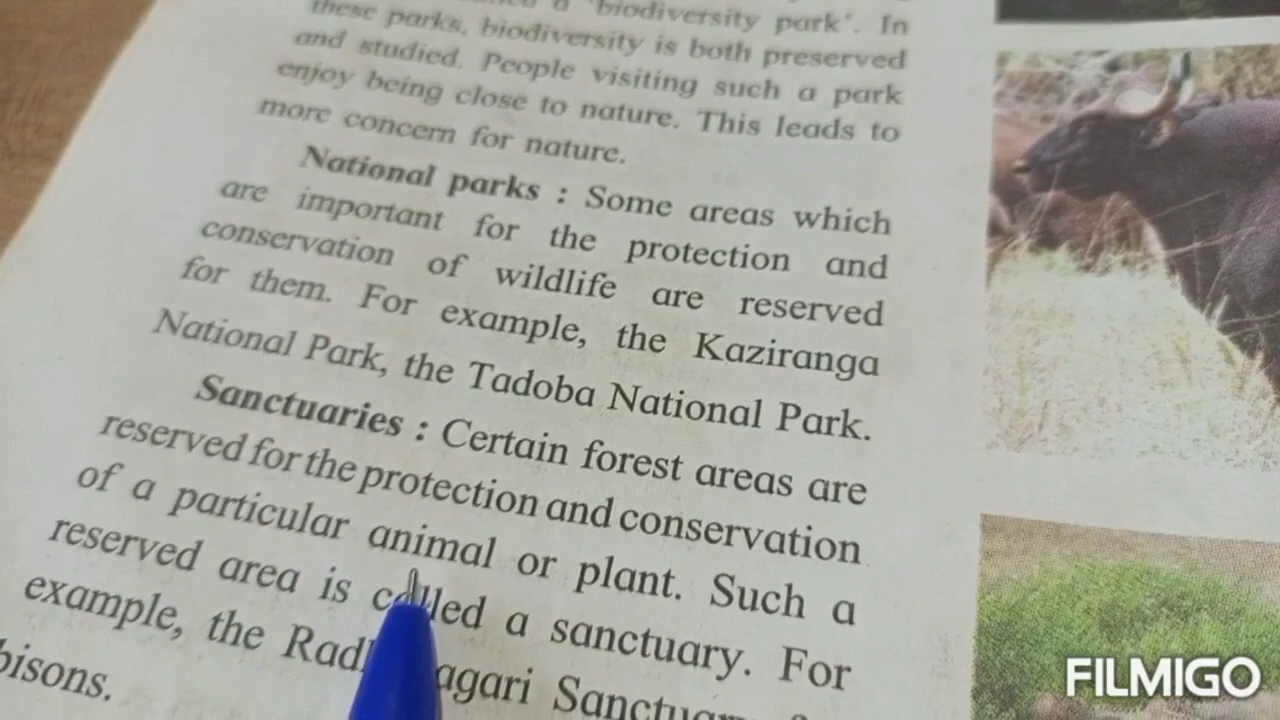 a 'biodiversity park'. In
these parks, biodiversity is both preserved
and studied. People visiting such a park
enjoy being close to nature. This leads to
more concern for nature.
National parks : Some areas which
are important for the protection and
conservation of wildlife are reserved
for them. For example, the Kaziranga
National Park, the Tadoba National Park.
Sanctuaries : Certain forest areas are
reserved for the protection and conservation
of a particular animal or plant. Such a
reserved area is called a sanctuary. For
example, the Sanctuary
bisons.
FILMIGO